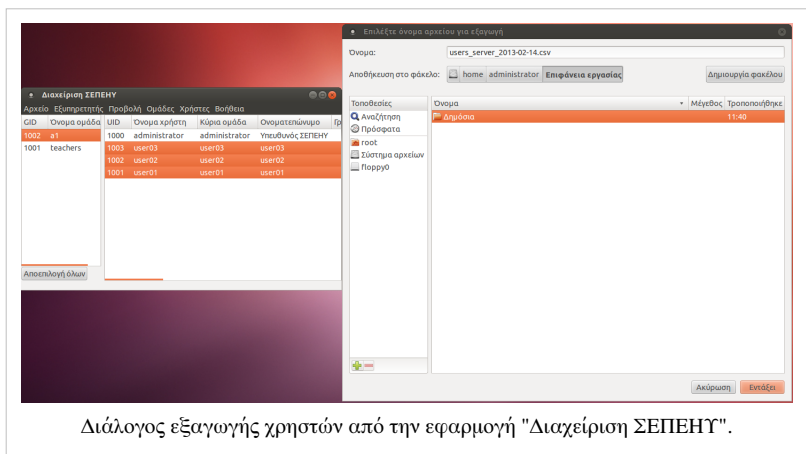 Επιλέξτε όνομα αρχείου για εξαγωγή
Όνομα: users_server_2013-02-14.csv
Αποθήκευση στο φάκελο: home administrator Επιφάνεια εργασίας Δημιουργία φακέλου
Τοποθεσίες Όνομα Μέγεθος Τροποποιήθηκε
Αναζήτηση Δημόσια 11:40
Πρόσφατα
root
Σύστημα αρχείων
floppy0
Ακύρωση Εντάξει
Διαχείριση ΣΕΠΕΗΥ
Αρχείο Εξυπηρετητής Προβολή Ομάδες Χρήστες Βοήθεια
GID Όνομα ομάδα UID Όνομα χρήστη Κύρια ομάδα Ονοματεπώνυμο Γρ
1002 a1 1000 administrator administrator Υπευθυνός ΣΕΠΕΗΥ
1001 teachers 1003 user03 user03 user03
1002 user02 user02 user02
1001 user01 user01 user01
Αποεπιλογή όλων
Διάλογος εξαγωγής χρηστών από την εφαρμογή "Διαχείριση ΣΕΠΕΗΥ".